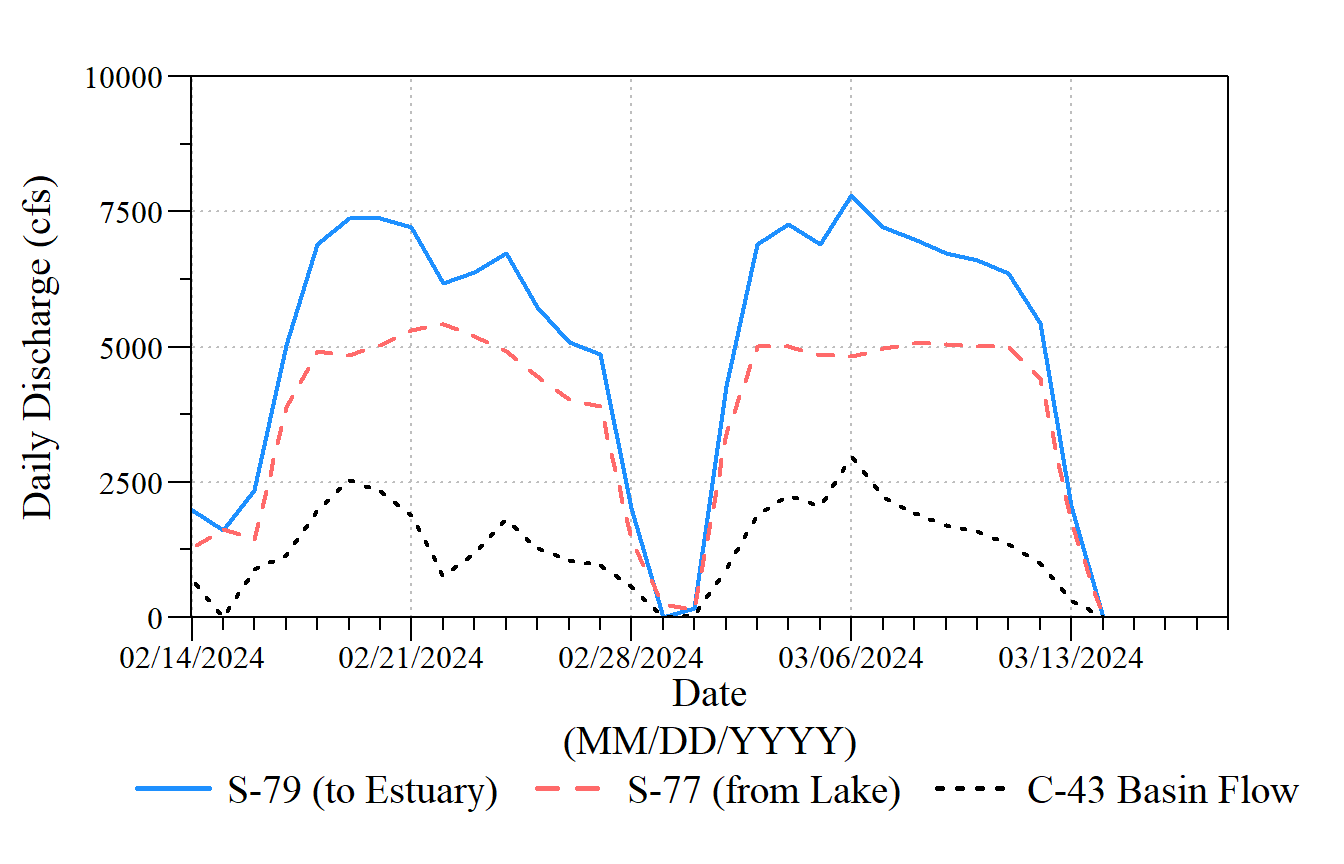 10000
7500
5000
2500
0
Daily Discharge (cfs)
02/14/2024 02/21/2024 02/28/2024 03/06/2024 03/13/2024
Date
(MM/DD/YYYY)
S-79 (to Estuary) S-77 (from Lake) C-43 Basin Flow